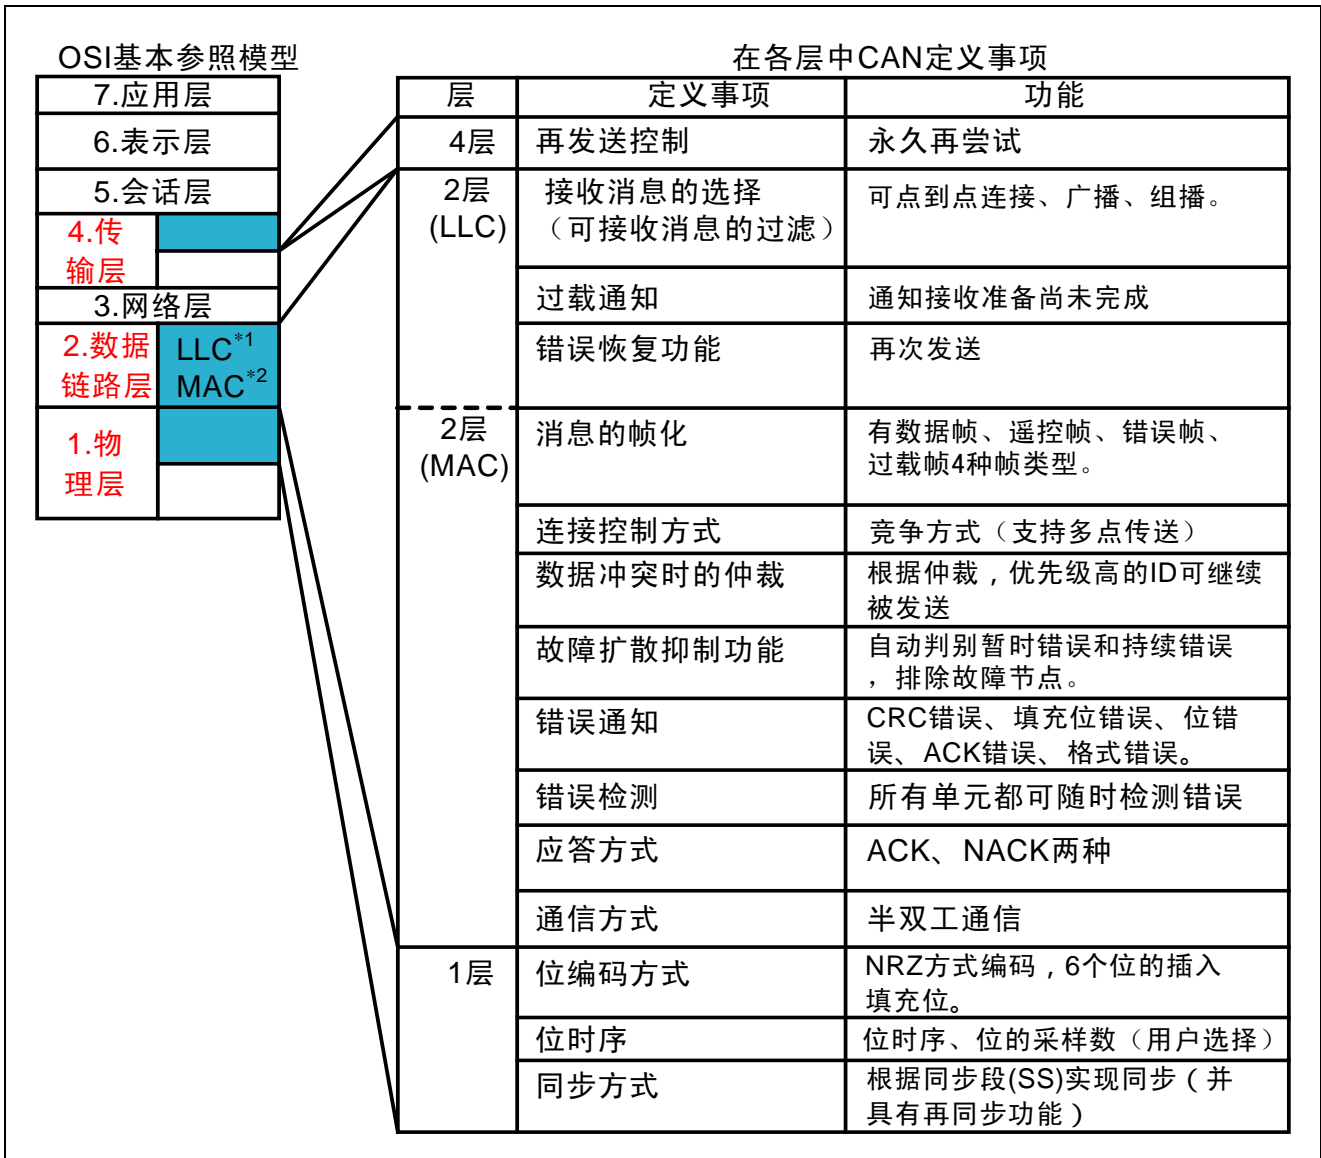 OSI基本参照模型
7.应用层
6.表示层
5.会话层
4.传
输层
3.网络层
2.数据
链路层
LLC*1
MAC*2
1.物
理层
在各层中CAN定义事项
层 定义事项 功能
4层 再发送控制 永久再尝试
2层
(LLC)
接收消息的选择
（可接收消息的过滤）
可点到点连接、广播、组播。
过载通知 通知接收准备尚未完成
错误恢复功能 再次发送
2层
(MAC)
消息的帧化
有数据帧、遥控帧、错误帧、
过载帧4种帧类型。
连接控制方式 竞争方式（支持多点传送）
数据冲突时的仲裁
根据仲裁，优先级高的ID可继续
被发送
故障扩散抑制功能
自动判别暂时错误和持续错误
，排除故障节点。
错误通知
CRC错误、填充位错误、位错
误、ACK错误、格式错误。
错误检测 所有单元都可随时检测错误
应答方式 ACK、NACK两种
通信方式 半双工通信
1层 位编码方式
NRZ方式编码，6个位的插入
填充位。
位时序 位时序、位的采样数（用户选择）
同步方式
根据同步段(SS)实现同步（并
具有再同步功能）